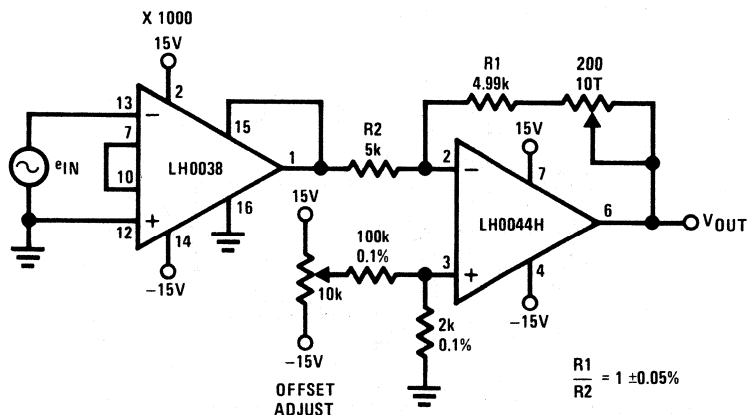 X 1000
15V
2
13
−
7
15
R2
5k
1
LH0038
eIN
10
+
12
16
14
−15V
R1
4.99k
200
10T
15V
2
−
7
6
LH0044H
VOUT
3
+
4
−15V
15V
100k
0.1%
10k
−15V
2k
0.1%
OFFSET
ADJUST
R1
R2
= 1 ±0.05%